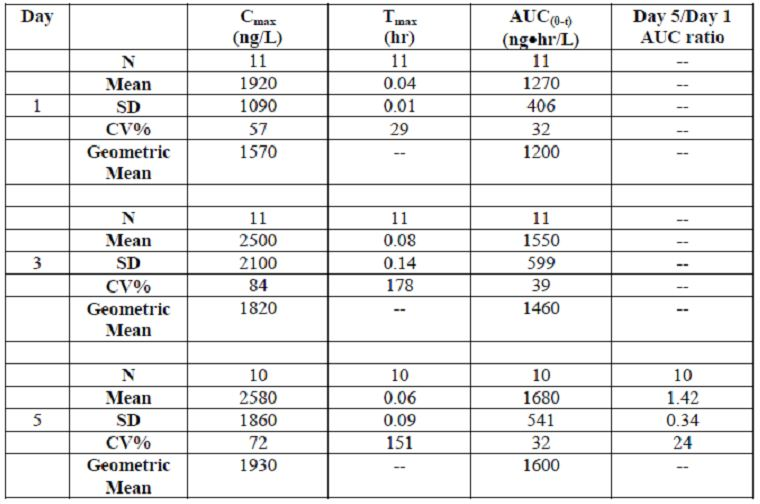 Day C_max (ng/L) T_max (hr) AUC_(0-t) (ng•hr/L) Day 5/Day 1 AUC ratio
N 11 11 11 --
Mean 1920 0.04 1270 --
1 SD 1090 0.01 406 --
CV% 57 29 32 --
Geometric Mean 1570 -- 1200 --
N 11 11 11 --
Mean 2500 0.08 1550 --
3 SD 2100 0.14 599 --
CV% 84 178 39 --
Geometric Mean 1820 -- 1460 --
N 10 10 10 10
Mean 2580 0.06 1680 1.42
5 SD 1860 0.09 541 0.34
CV% 72 151 32 24
Geometric Mean 1930 -- 1600 --